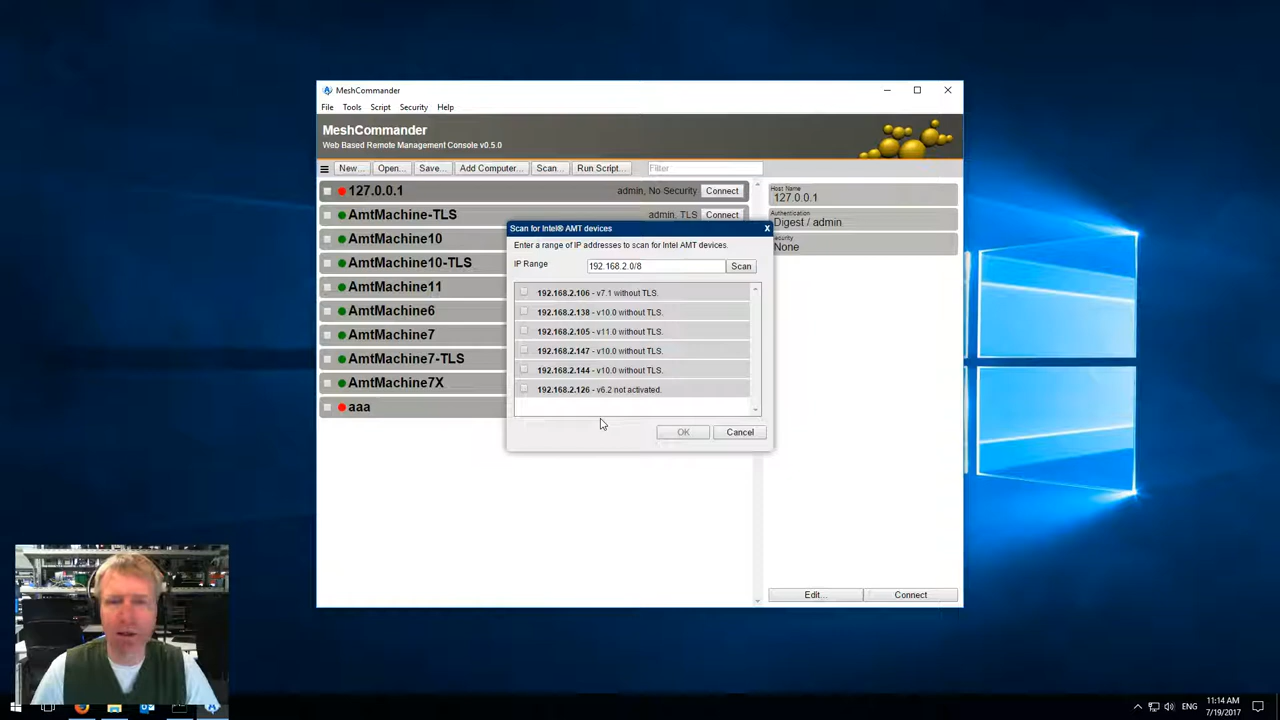 MeshCommander
File Tools Script Security Help
MeshCommander
Web Based Remote Management Console v0.5.0
New... Open... Save... Add Computer... Scan... Run Script... Filter
127.0.0.1 admin, No Security Connect
AmtMachine-TLS admin, TLS Connect
AmtMachine10
AmtMachine10-TLS
AmtMachine11
AmtMachine6
AmtMachine7
AmtMachine7-TLS
AmtMachine7X
aaa
Scan for Intel® AMT devices X
Enter a range of IP addresses to scan for Intel AMT devices.
IP Range 192.168.2.0/8 Scan
192.168.2.106 - v7.1 without TLS.
192.168.2.138 - v10.0 without TLS.
192.168.2.105 - v11.0 without TLS.
192.168.2.147 - v10.0 without TLS.
192.168.2.144 - v10.0 without TLS.
192.168.2.126 - v6.2 not activated.
OK Cancel
Host Name
127.0.0.1
Authentication
Digest / admin
Security
None
Edit... Connect
ENG
11:14 AM
7/19/2017